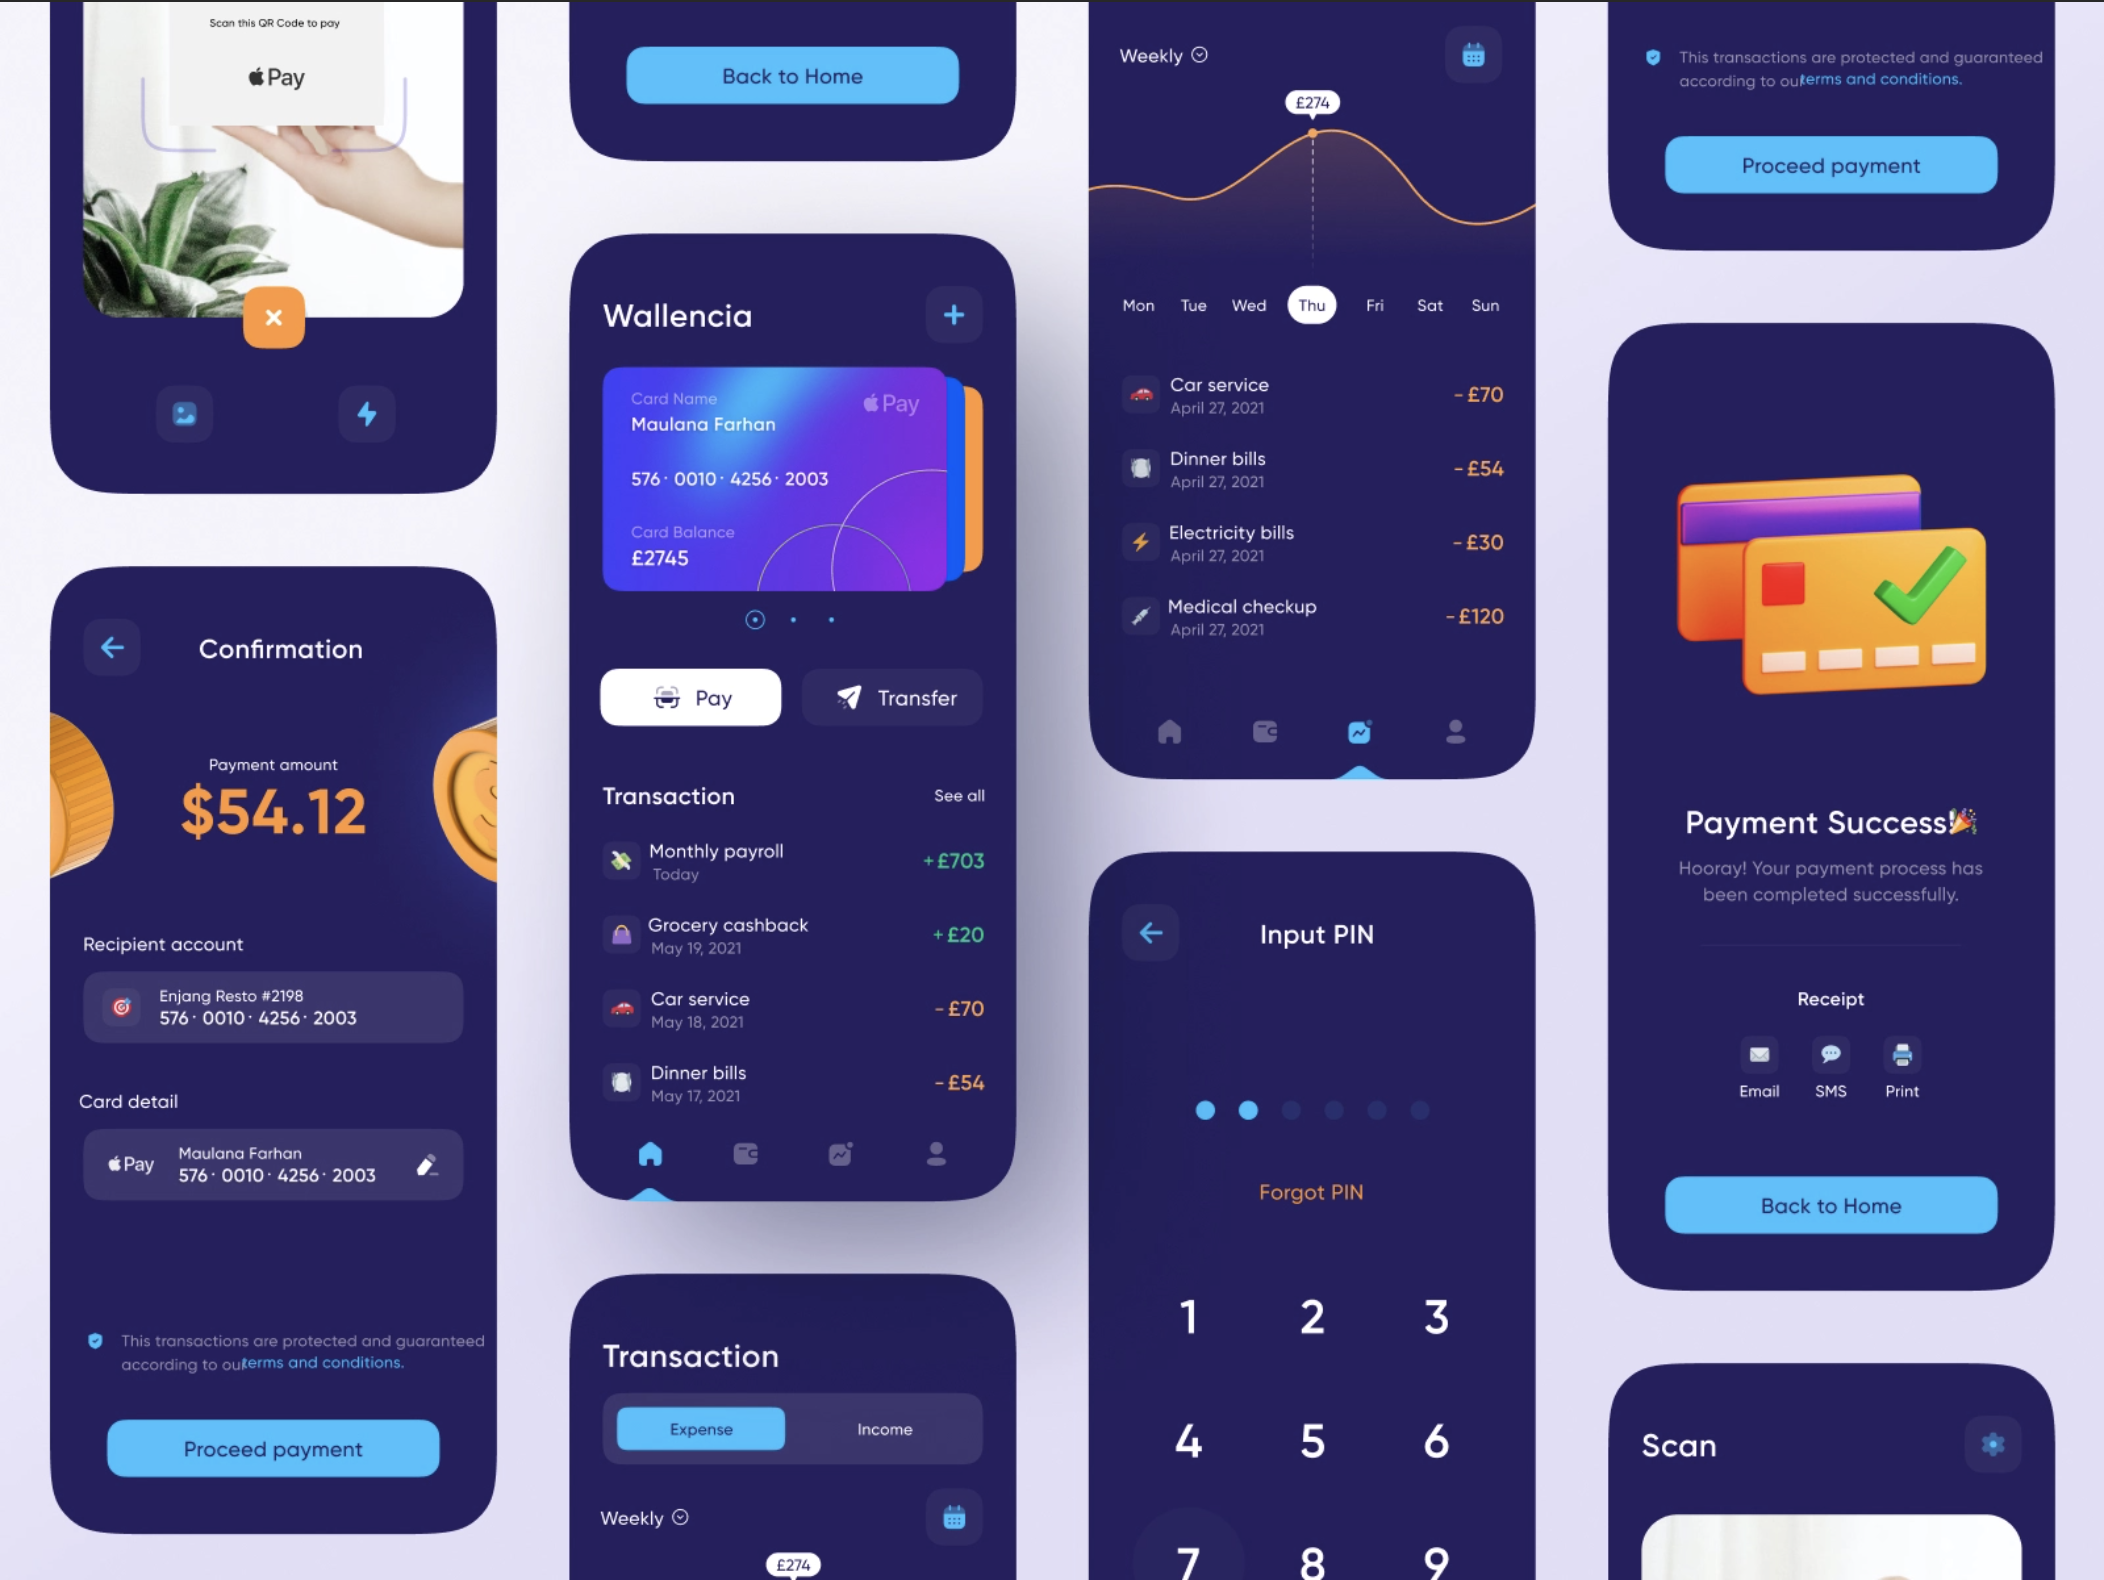 Scan this QR Code to pay
Pay
Confirmation
Payment amount
$54.12
Recipient account
Enjang Resto #2198
576 · 0010 · 4256 · 2003
Card detail
Pay
Maulana Farhan
576 · 0010 · 4256 · 2003
This transactions are protected and guaranteed
according to our terms and conditions.
Proceed payment
Back to Home
Wallencia
Card Name
Pay
Maulana Farhan
576 · 0010 · 4256 · 2003
Card Balance
£2745
Pay
Transfer
Transaction
See all
Monthly payroll
+£703
Today
Grocery cashback
+£20
May 19, 2021
Car service
-£70
May 18, 2021
Dinner bills
-£54
May 17, 2021
Transaction
Expense
Income
Weekly
£274
Weekly
£274
Mon Tue Wed Thu Fri Sat Sun
Car service
-£70
April 27, 2021
Dinner bills
-£54
April 27, 2021
Electricity bills
-£30
April 27, 2021
Medical checkup
-£120
April 27, 2021
Input PIN
Forgot PIN
1 2 3
4 5 6
7 8 9
This transactions are protected and guaranteed
according to our terms and conditions.
Proceed payment
Payment Success!
Hooray! Your payment process has
been completed successfully.
Receipt
Email SMS Print
Back to Home
Scan